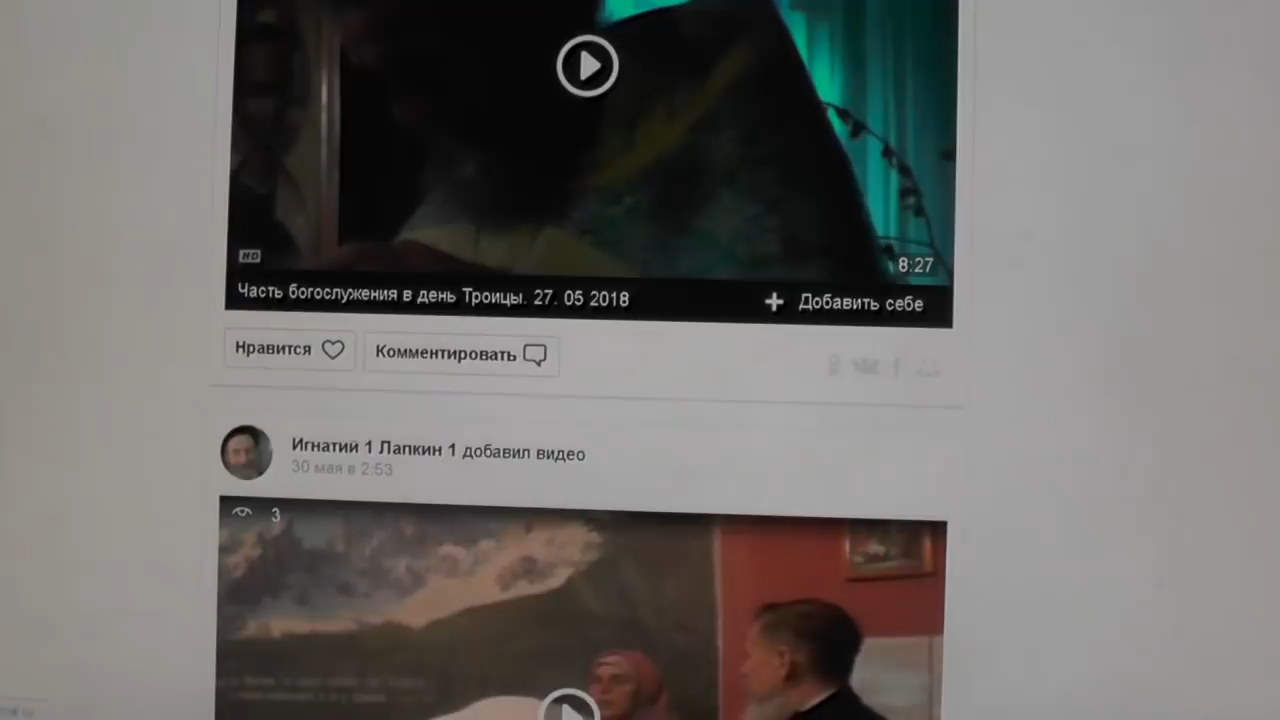 HD
8:27
Часть богослужения в день Троицы. 27. 05 2018
+ Добавить себе
Нравится
Комментировать
Игнатий 1 Лапкин 1 добавил видео
30 мая в 2:53
3